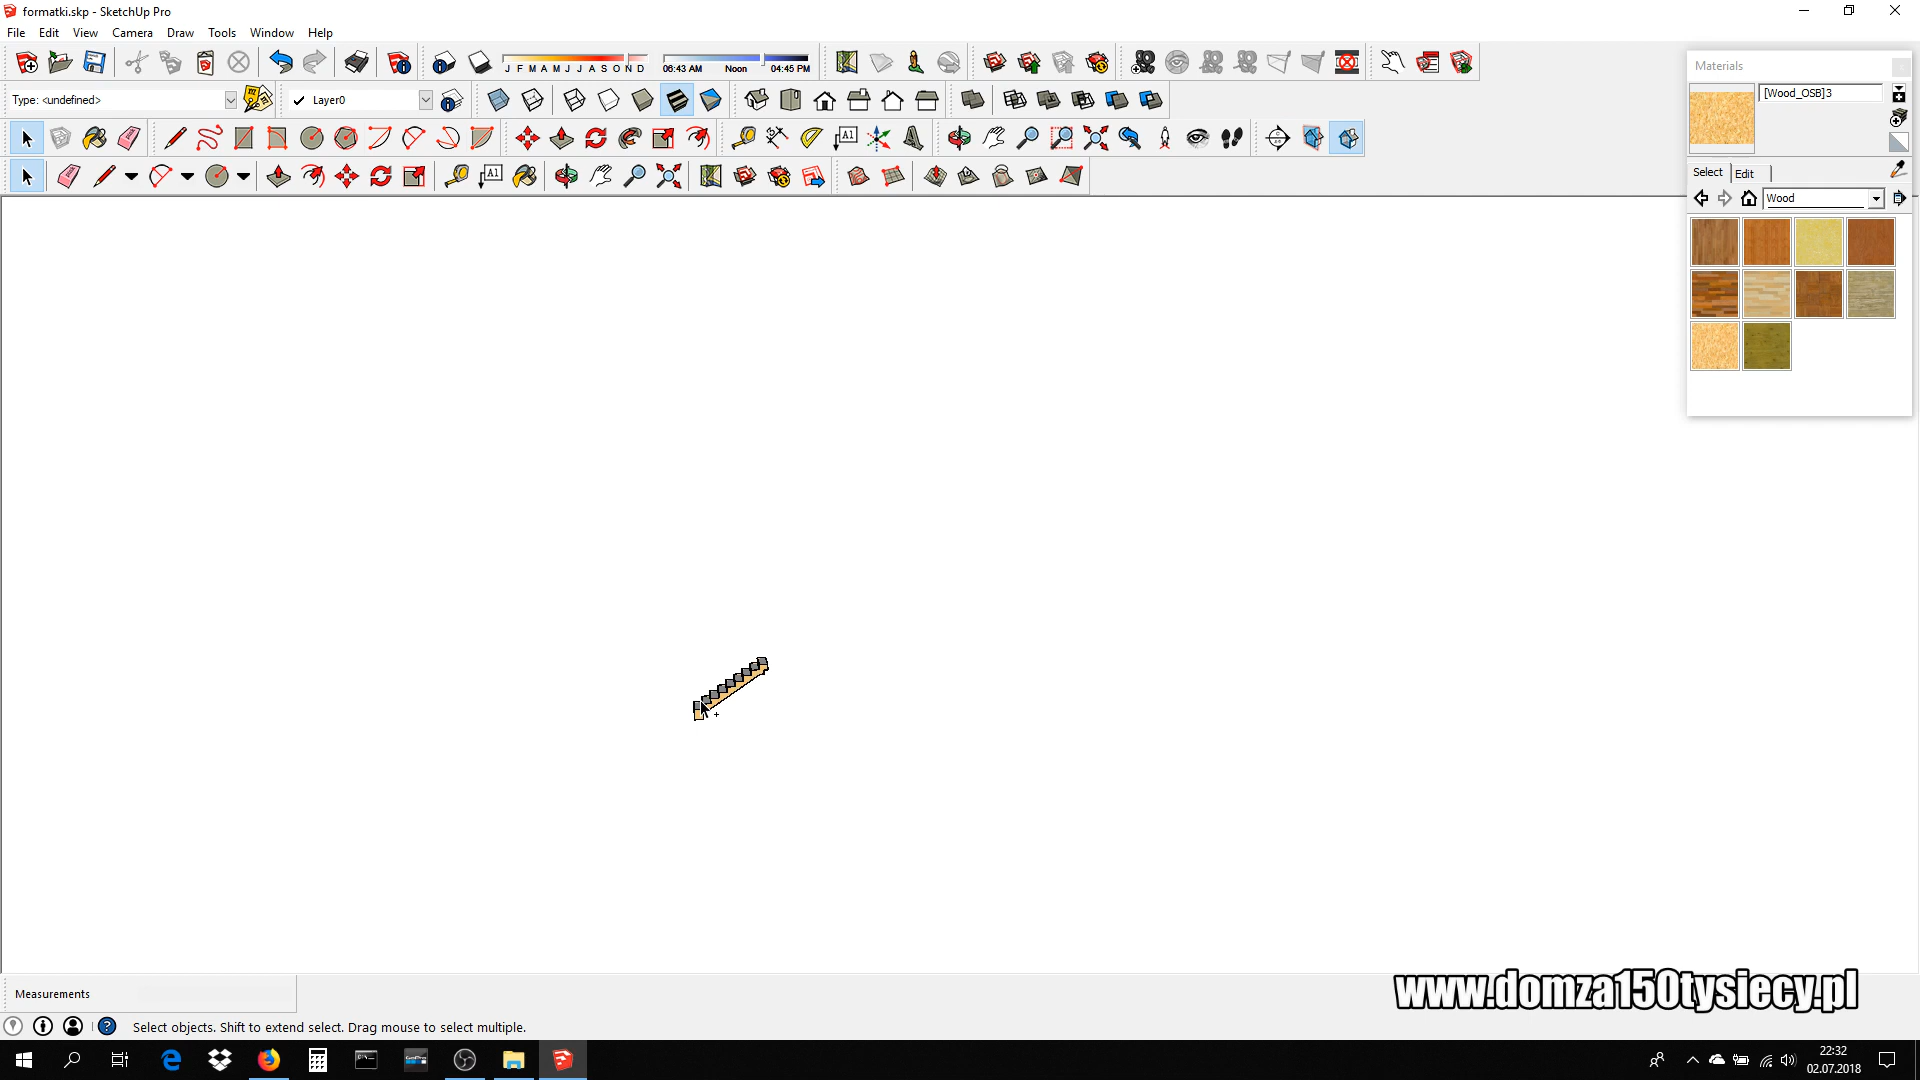 formatki.skp - SketchUp Pro
File Edit View Camera Draw Tools Window Help
J F M A M J J A S O N D
06:43 AM Noon 04:45 PM
Type: <undefined>
Layer0
A1
A1
Materials
[Wood_OSB]3
Select Edit
Wood
Measurements
www.domza150tysiecy.pl
Select objects. Shift to extend select. Drag mouse to select multiple.
22:32
02.07.2018